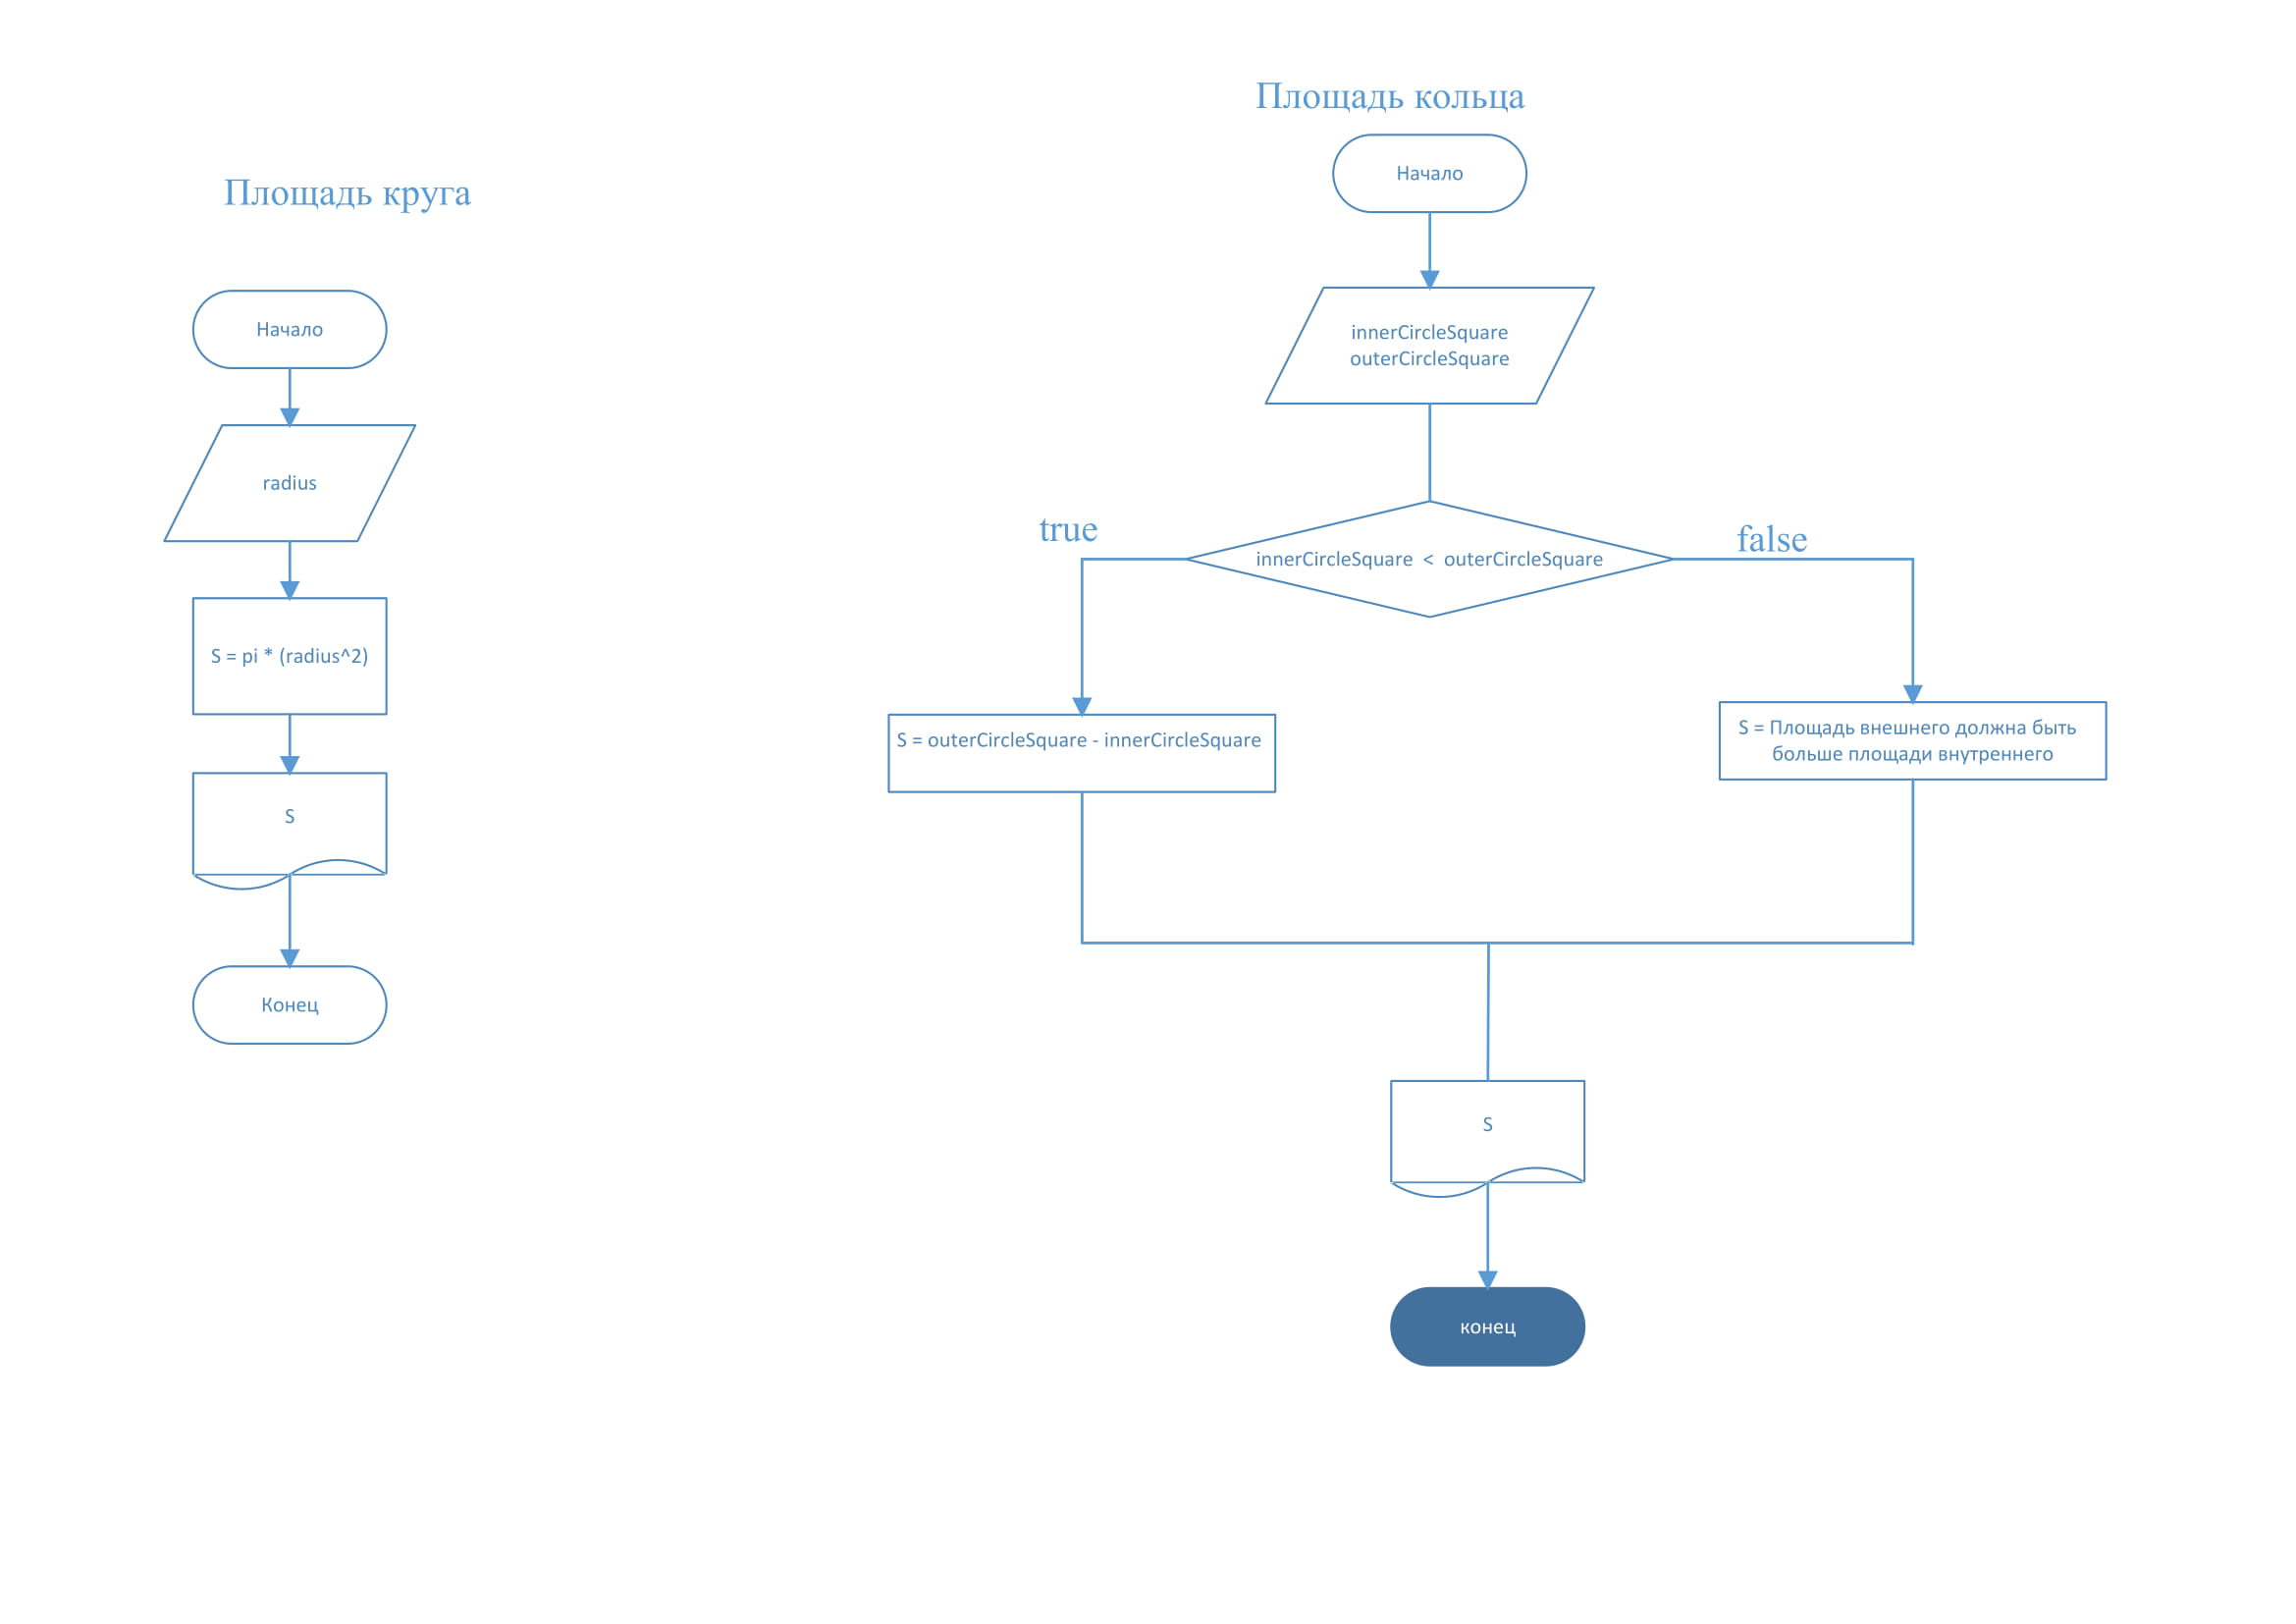 Площадь круга
Начало
radius
S = pi * (radius^2)
S
Конец
Площадь кольца
Начало
innerCircleSquare
outerCircleSquare
true
innerCircleSquare < outerCircleSquare
false
S = outerCircleSquare - innerCircleSquare
S = Площадь внешнего должна быть
больше площади внутреннего
S
конец